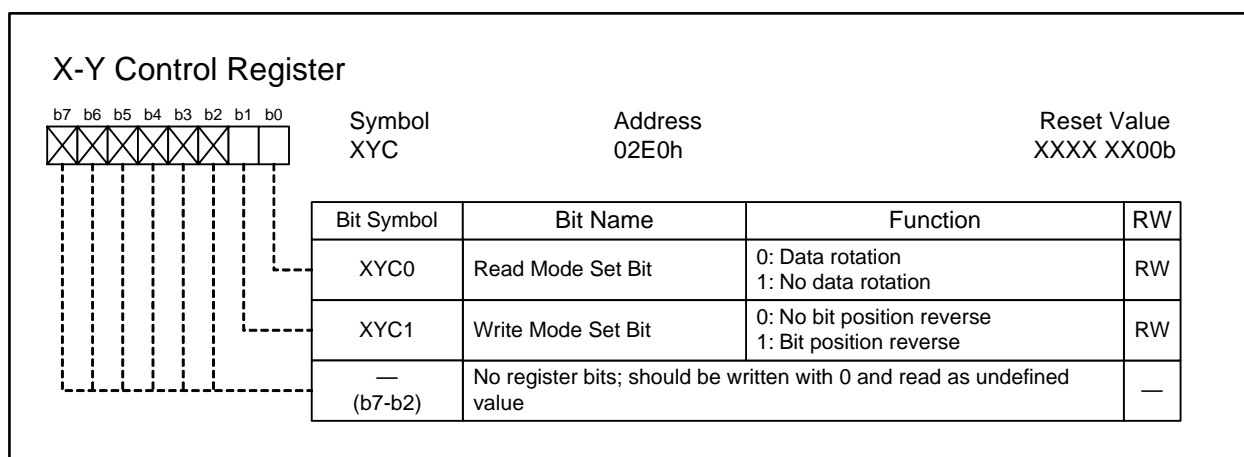 X-Y Control Register
b7 b6 b5 b4 b3 b2 b1 b0
Symbol Address Reset Value
XYC 02E0h XXXX XX00b
Bit Symbol Bit Name Function RW
XYC0 Read Mode Set Bit 0: Data rotation RW
1: No data rotation
XYC1 Write Mode Set Bit 0: No bit position reverse RW
1: Bit position reverse
— No register bits; should be written with 0 and read as undefined —
(b7-b2) value